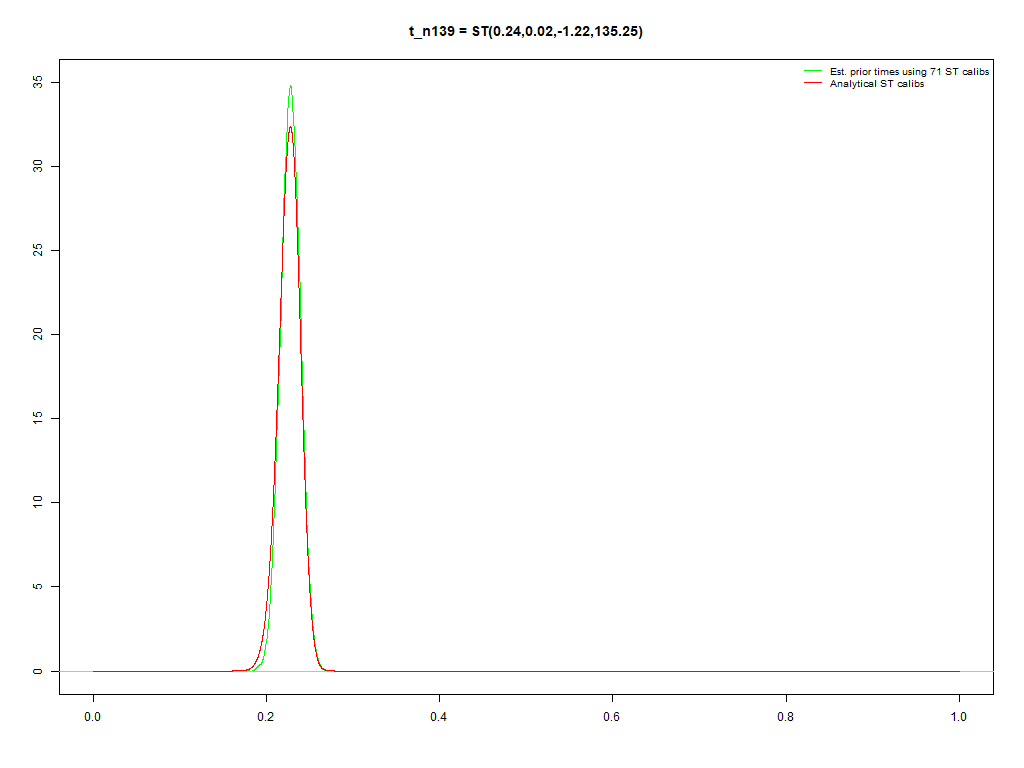 t_n139 = ST(0.24,0.02,-1.22,135.25)
Est. prior times using 71 ST calibs
Analytical ST calibs
35
30
25
20
15
10
5
0
0.0 0.2 0.4 0.6 0.8 1.0